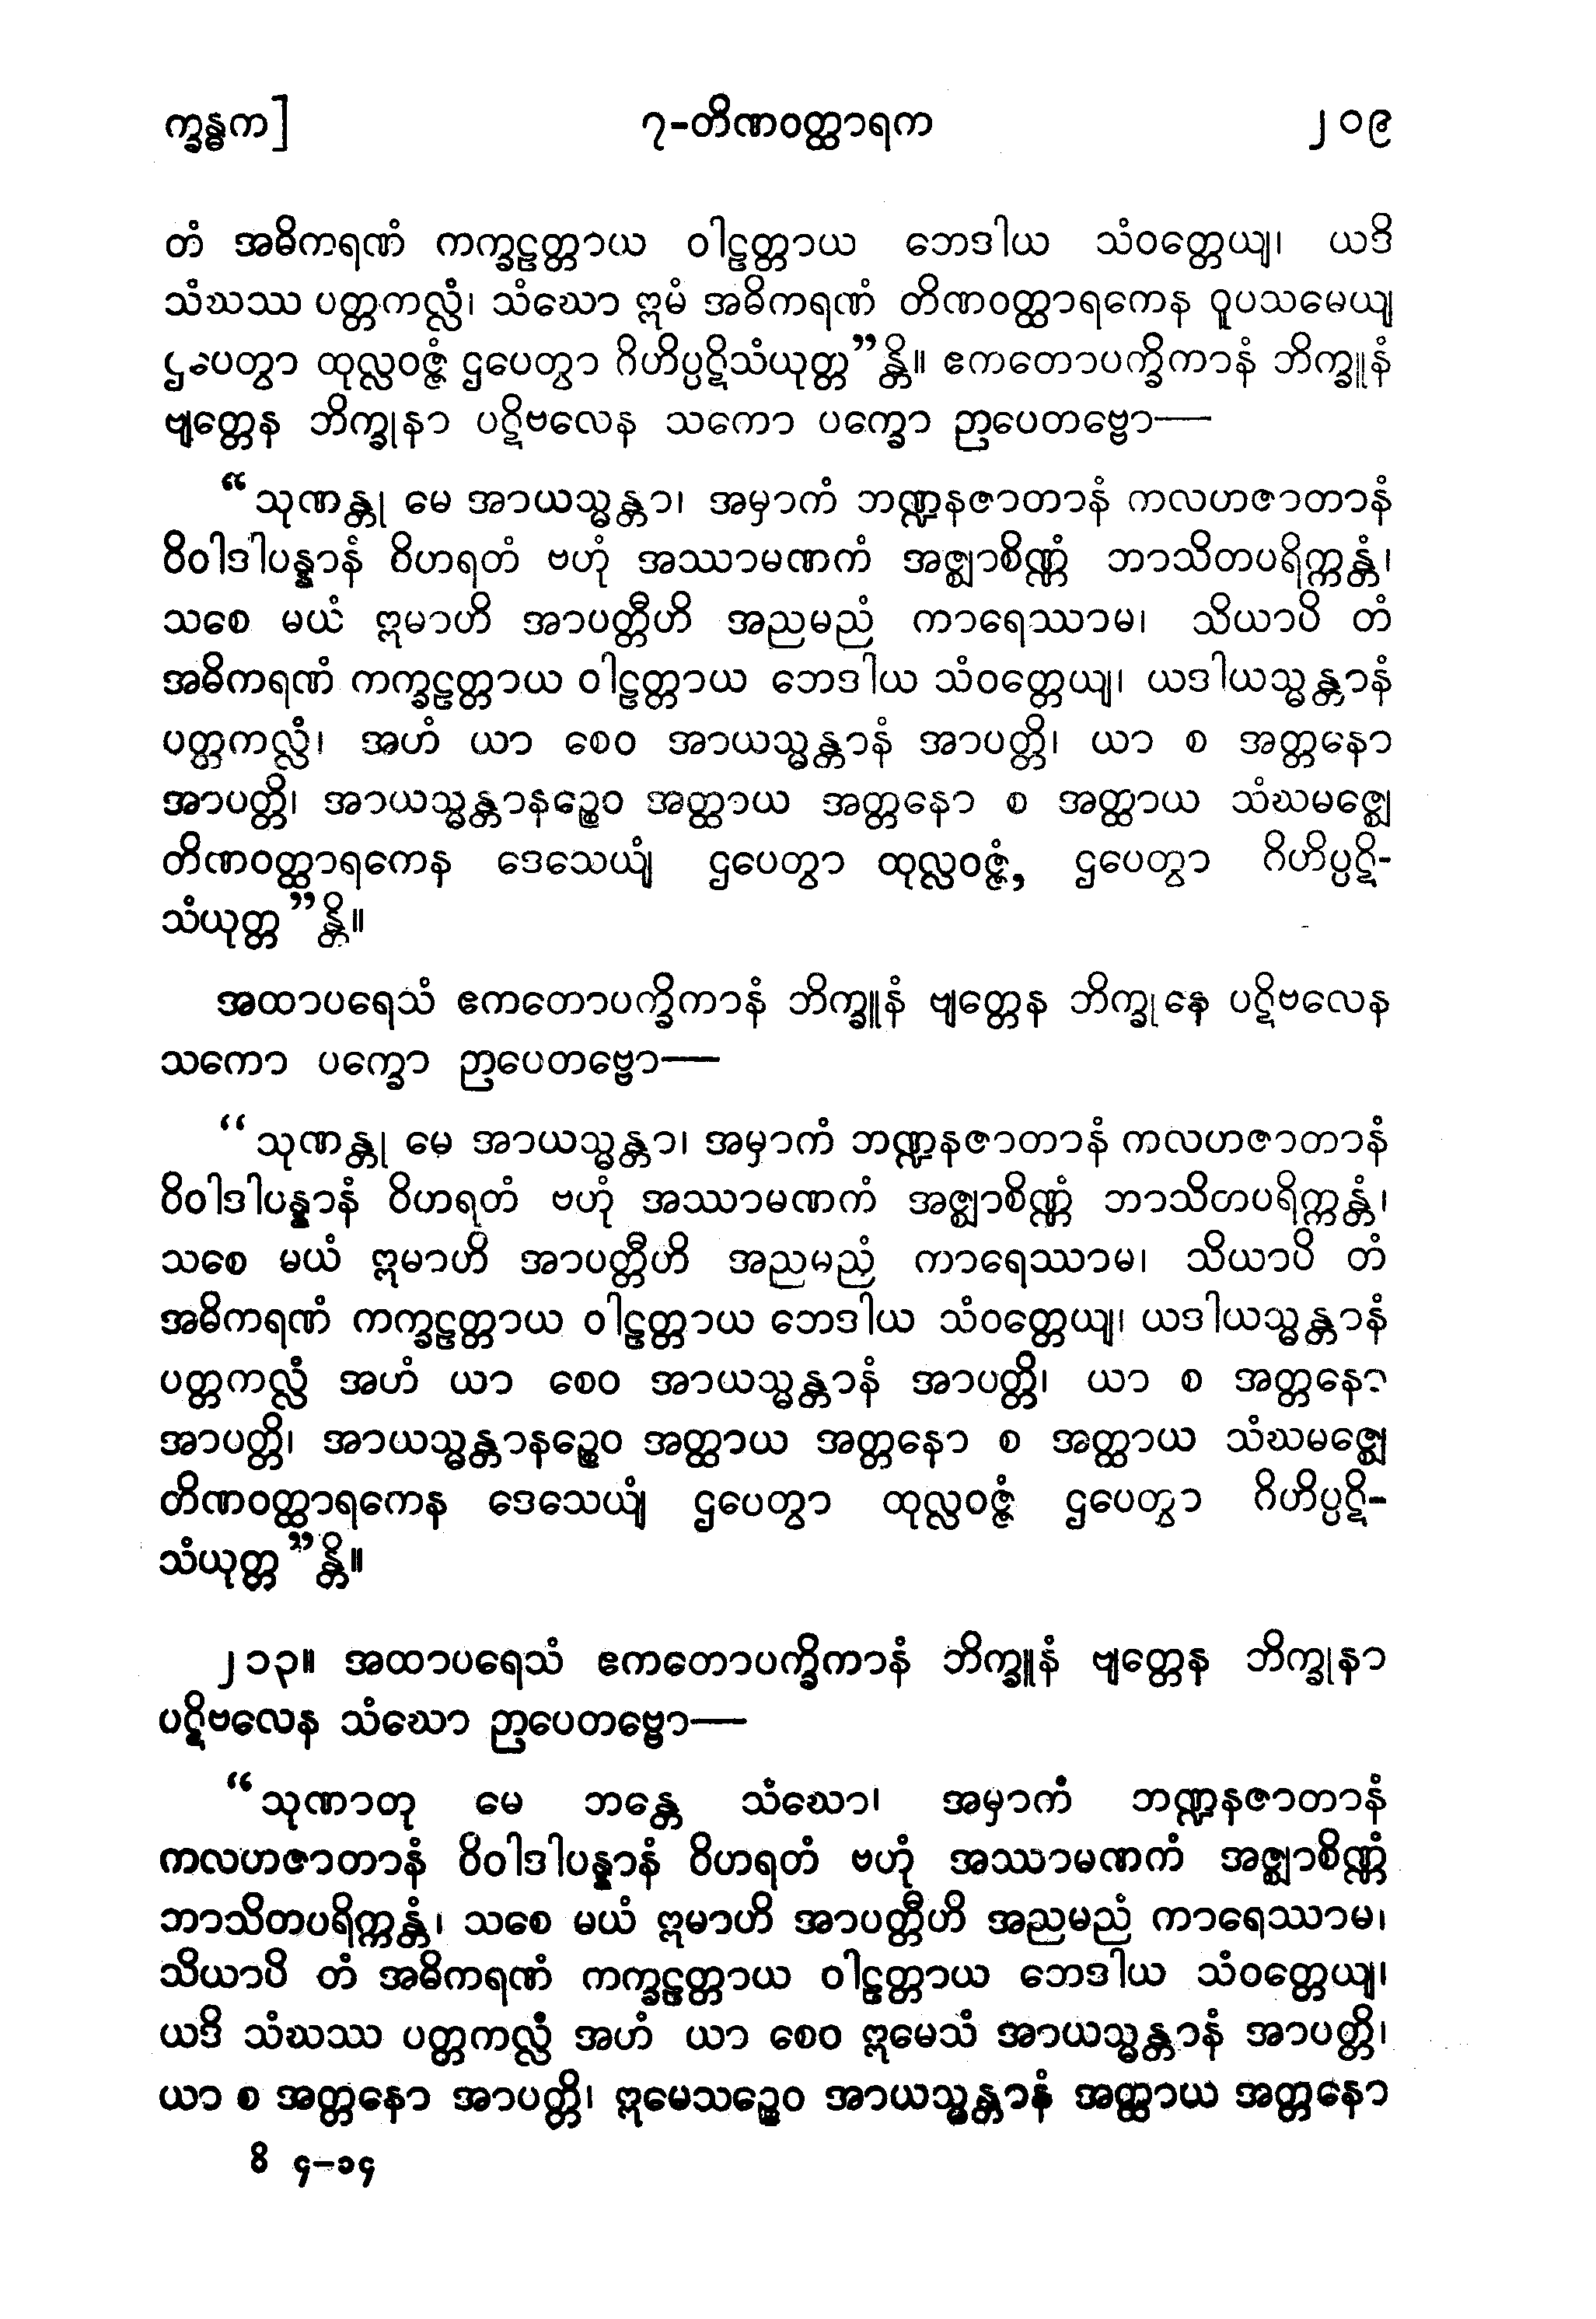 က္ခန္ဓက]
၇-တိဏဝတ္ထာရက
၂၀၉
တံ အဓိကရဏံ ကက္ခဠတ္တာယ ဝါဠတ္တာယ ဘေဒါယ သံဝတ္တေယျ၊ ယဒိ
သံဃဿ ပတ္တကလ္လံ၊ သံဃော ဣမံ အဓိကရဏံ တိဏဝတ္ထာရကေန ဝူပသမေယျ
ဌပေတွာ ထုလ္လဝဇ္ဇံ ဌပေတွာ ဂိဟိပ္ပဋိသံယုတ္တ”န္တိ။ ဧကတောပက္ခိကာနံ ဘိက္ခူနံ
ဗျတ္တေန ဘိက္ခုနာ ပဋိဗလေန သကော ပက္ခော ဉာပေတဗ္ဗော—
“သုဏန္တု မေ အာယသ္မန္တာ၊ အမှာကံ ဘဏ္ဍနဇာတာနံ ကလဟဇာတာနံ
ဝိဝါဒါပန္နာနံ ဝိဟရတံ ဗဟုံ အဿာမဏကံ အဇ္ဈာစိဏ္ဏံ ဘာသိတပရိက္ကန္တံ၊
သစေ မယံ ဣမာဟိ အာပတ္တီဟိ အညမညံ ကာရေဿာမ၊ သိယာပိ တံ
အဓိကရဏံ ကက္ခဠတ္တာယ ဝါဠတ္တာယ ဘေဒါယ သံဝတ္တေယျ၊ ယဒါယသ္မန္တာနံ
ပတ္တကလ္လံ၊ အဟံ ယာ စေဝ အာယသ္မန္တာနံ အာပတ္တိ၊ ယာ စ အတ္တနော
အာပတ္တိ၊ အာယသ္မန္တာနဉ္စေဝ အတ္ထာယ အတ္တနော စ အတ္ထာယ သံဃမဇ္ဈေ
တိဏဝတ္ထာရကေန ဒေသေယျံ ဌပေတွာ ထုလ္လဝဇ္ဇံ, ဌပေတွာ ဂိဟိပ္ပဋိ-
သံယုတ္တ”န္တိ။
အထာပရေသံ ဧကတောပက္ခိကာနံ ဘိက္ခူနံ ဗျတ္တေန ဘိက္ခုနေ ပဋိဗလေန
သကော ပက္ခော ဉာပေတဗ္ဗော—
“သုဏန္တု မေ အာယသ္မန္တာ၊ အမှာကံ ဘဏ္ဍနဇာတာနံ ကလဟဇာတာနံ
ဝိဝါဒါပန္နာနံ ဝိဟရတံ ဗဟုံ အဿာမဏကံ အဇ္ဈာစိဏ္ဏံ ဘာသိတပရိက္ကန္တံ၊
သစေ မယံ ဣမာဟိ အာပတ္တီဟိ အညမညံ ကာရေဿာမ၊ သိယာပိ တံ
အဓိကရဏံ ကက္ခဠတ္တာယ ဝါဠတ္တာယ ဘေဒါယ သံဝတ္တေယျ၊ ယဒါယသ္မန္တာနံ
ပတ္တကလ္လံ အဟံ ယာ စေဝ အာယသ္မန္တာနံ အာပတ္တိ၊ ယာ စ အတ္တနော
အာပတ္တိ၊ အာယသ္မန္တာနဉ္စေဝ အတ္ထာယ အတ္တနော စ အတ္ထာယ သံဃမဇ္ဈေ
တိဏဝတ္ထာရကေန ဒေသေယျံ ဌပေတွာ ထုလ္လဝဇ္ဇံ ဌပေတွာ ဂိဟိပ္ပဋိ-
သံယုတ္တ”န္တိ။
၂၁၃။ အထာပရေသံ ဧကတောပက္ခိကာနံ ဘိက္ခူနံ ဗျတ္တေန ဘိက္ခုနာ
ပဋိဗလေန သံဃော ဉာပေတဗ္ဗော—
“သုဏာတု မေ ဘန္တေ သံဃော၊ အမှာကံ ဘဏ္ဍနဇာတာနံ
ကလဟဇာတာနံ ဝိဝါဒါပန္နာနံ ဝိဟရတံ ဗဟုံ အဿာမဏကံ အဇ္ဈာစိဏ္ဏံ
ဘာသိတပရိက္ကန္တံ၊ သစေ မယံ ဣမာဟိ အာပတ္တီဟိ အညမညံ ကာရေဿာမ၊
သိယာပိ တံ အဓိကရဏံ ကက္ခဠတ္တာယ ဝါဠတ္တာယ ဘေဒါယ သံဝတ္တေယျ၊
ယဒိ သံဃဿ ပတ္တကလ္လံ အဟံ ယာ စေဝ ဣမေသံ အာယသ္မန္တာနံ အာပတ္တိ၊
ယာ စ အတ္တနော အာပတ္တိ၊ ဣမေသဉ္စေဝ အာယသ္မန္တာနံ အတ္ထာယ အတ္တနော
ဝိ ၄-၁၄